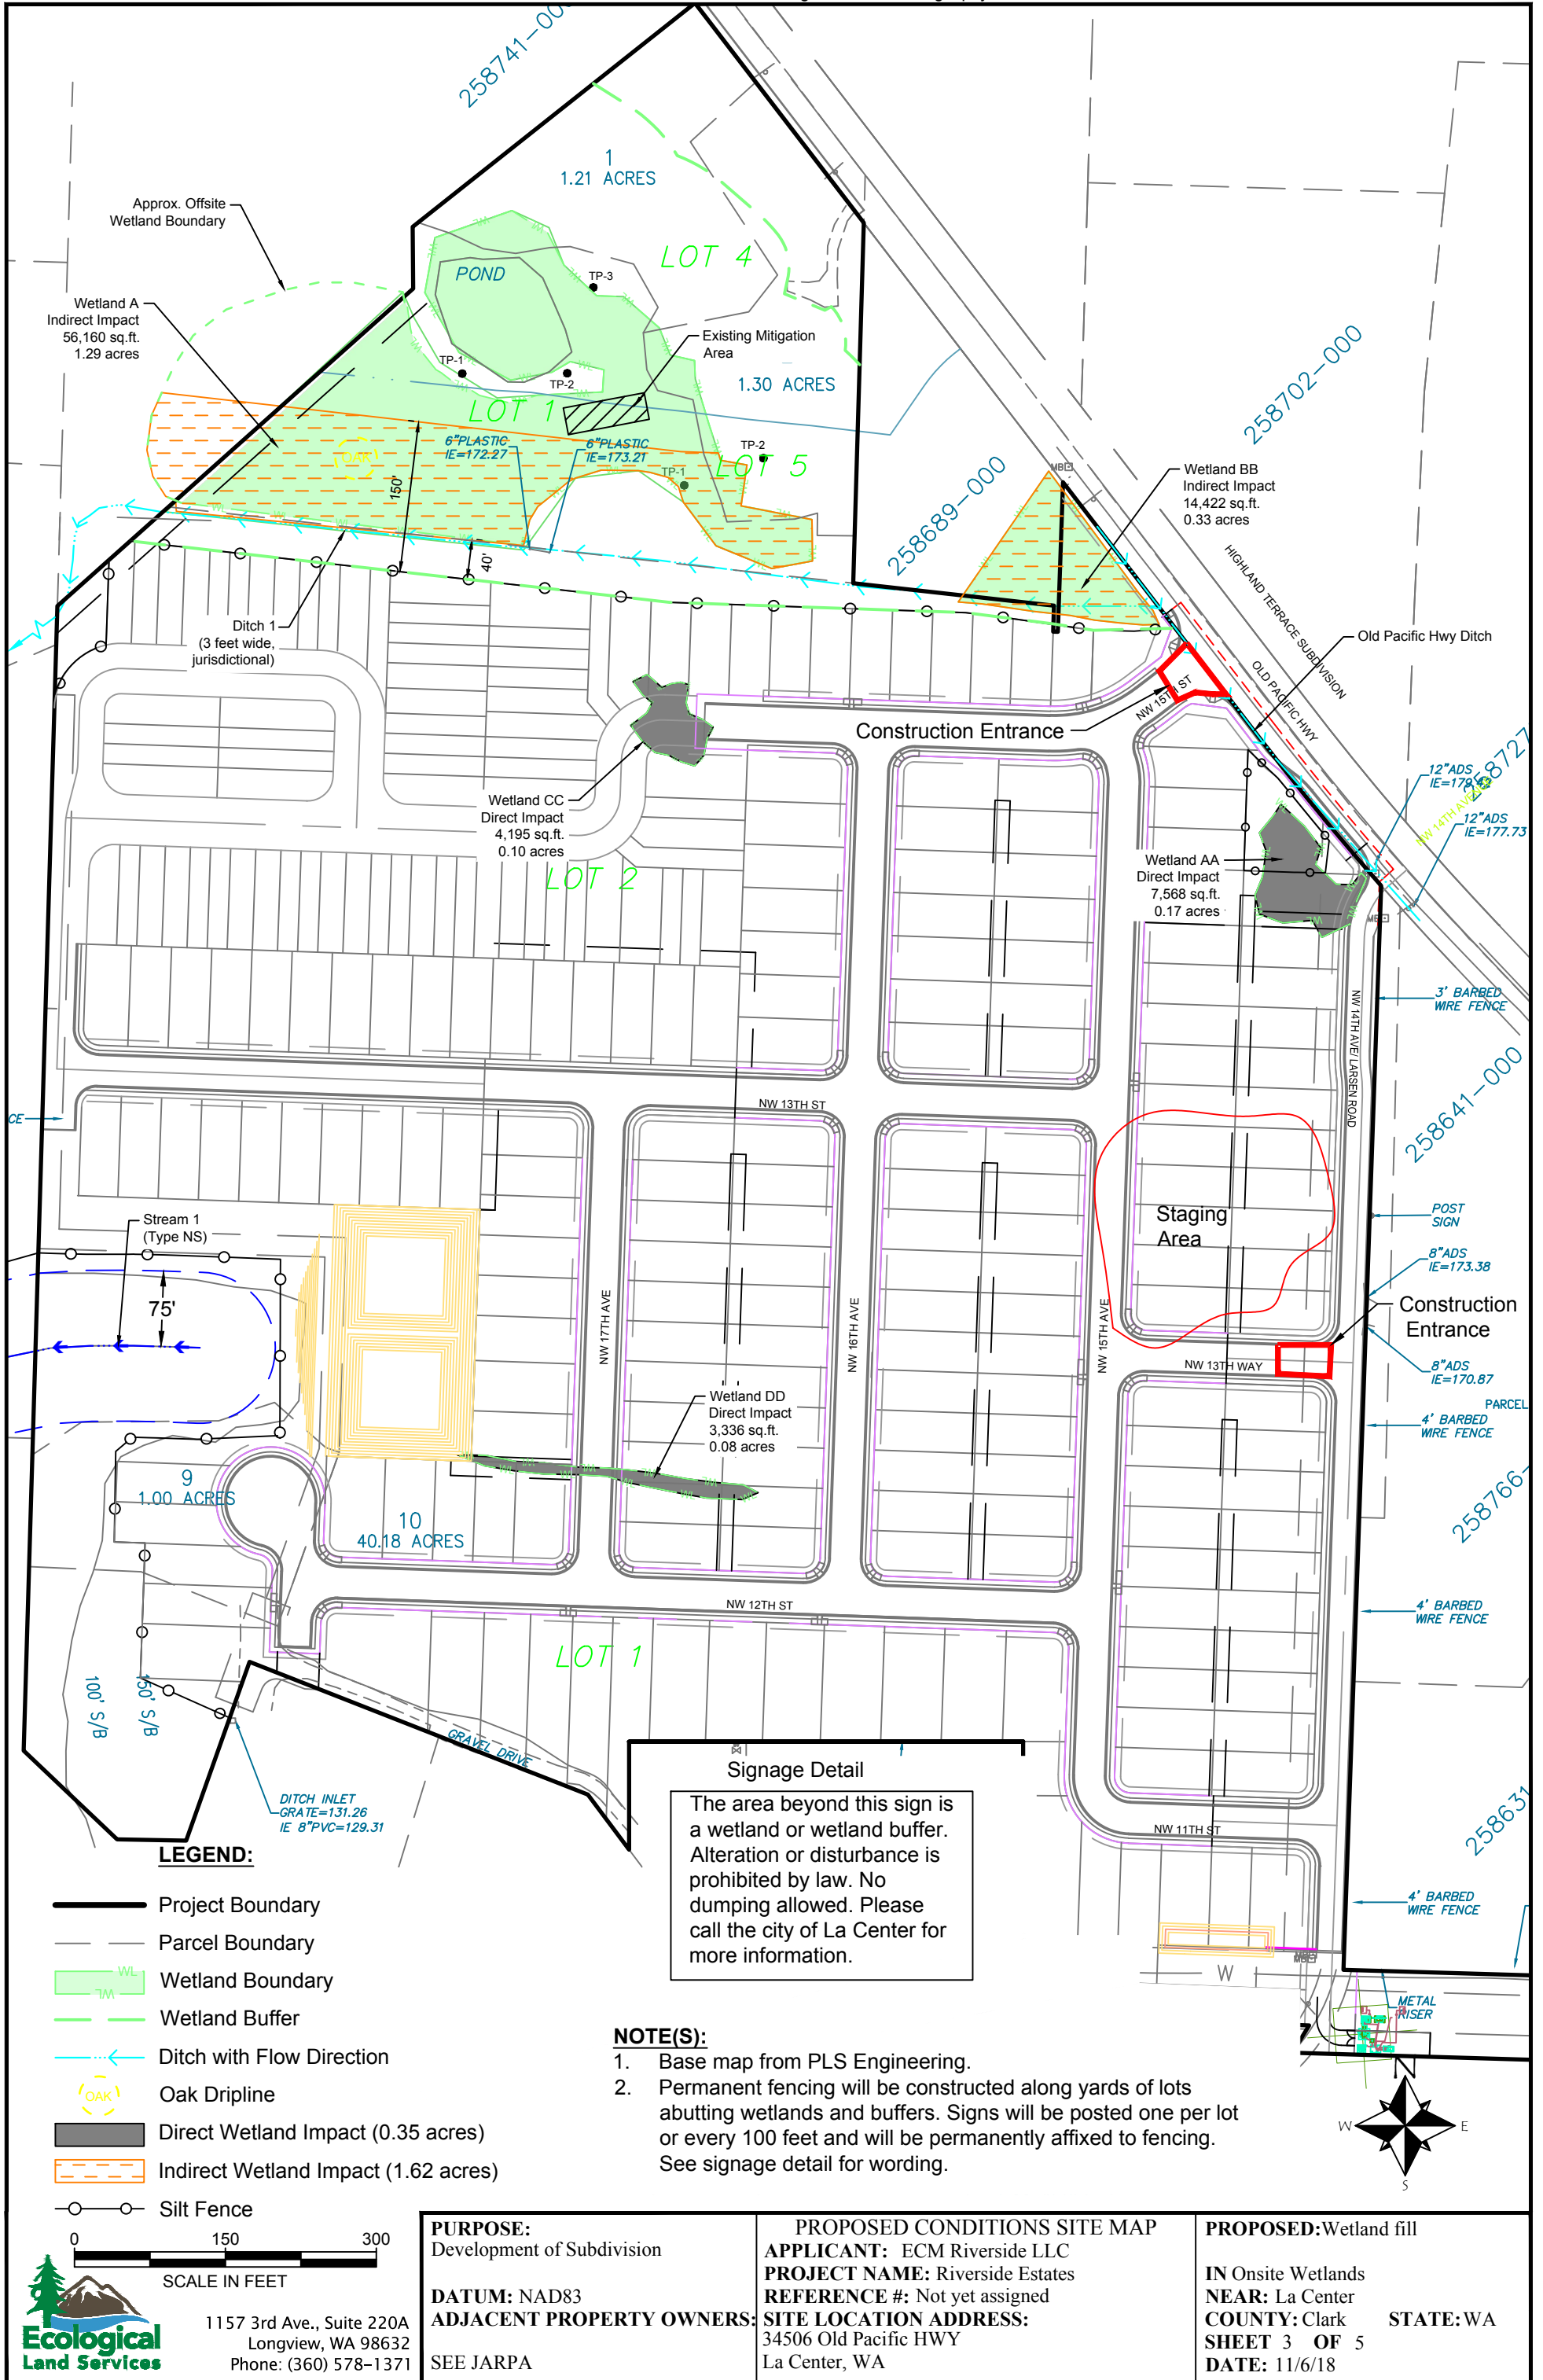 258741-000
1
1.21 ACRES
Approx. Offsite
Wetland Boundary
LOT 4
POND
TP-3
Wetland A
Indirect Impact
56,160 sq.ft.
1.29 acres
Existing Mitigation
Area
TP-1
TP-2
1.30 ACRES
LOT 1
258702-000
6"PLASTIC
IE=172.27
6"PLASTIC
IE=173.21
TP-2
OAK
TP-1
LOT 5
150'
MB
Wetland BB
Indirect Impact
14,422 sq.ft.
0.33 acres
258689-000
40'
HIGHLAND TERRACE SUBDIVISION
Ditch 1
(3 feet wide,
jurisdictional)
Old Pacific Hwy Ditch
OLD PACIFIC HWY
NW 15TH ST
Construction Entrance
258727
12"ADS
IE=179
NW 14TH AVENUE
12"ADS
IE=177.73
Wetland CC
Direct Impact
4,195 sq.ft.
0.10 acres
LOT 2
Wetland AA
Direct Impact
7,568 sq.ft.
0.17 acres
MB
3' BARBED
WIRE FENCE
NW 14TH AVE/ LARSEN ROAD
258641-000
CE
NW 13TH ST
Stream 1
(Type NS)
Staging
Area
POST
SIGN
8"ADS
IE=173.38
75'
Construction
Entrance
NW 17TH AVE
NW 16TH AVE
NW 15TH AVE
NW 13TH WAY
8"ADS
IE=170.87
PARCEL
Wetland DD
Direct Impact
3,336 sq.ft.
0.08 acres
4' BARBED
WIRE FENCE
9
1.00 ACRES
10
40.18 ACRES
258766-
NW 12TH ST
4' BARBED
WIRE FENCE
LOT 1
100' S/B
150' S/B
GRAVEL DRIVE
DITCH INLET
GRATE=131.26
IE 8"PVC=129.31
Signage Detail
The area beyond this sign is
a wetland or wetland buffer.
Alteration or disturbance is
prohibited by law. No
dumping allowed. Please
call the city of La Center for
more information.
NW 11TH ST
258631
4' BARBED
WIRE FENCE
W
METAL
RISER
LEGEND:
Project Boundary
Parcel Boundary
WL
WL
Wetland Boundary
Wetland Buffer
Ditch with Flow Direction
OAK
Oak Dripline
Direct Wetland Impact (0.35 acres)
Indirect Wetland Impact (1.62 acres)
Silt Fence
NOTE(S):
1. Base map from PLS Engineering.
2. Permanent fencing will be constructed along yards of lots
abutting wetlands and buffers. Signs will be posted one per lot
or every 100 feet and will be permanently affixed to fencing.
See signage detail for wording.
N
W
E
S
0 150 300
SCALE IN FEET
Ecological
Land Services
1157 3rd Ave., Suite 220A
Longview, WA 98632
Phone: (360) 578-1371
PURPOSE:
Development of Subdivision
DATUM: NAD83
ADJACENT PROPERTY OWNERS:
SEE JARPA
PROPOSED CONDITIONS SITE MAP
APPLICANT: ECM Riverside LLC
PROJECT NAME: Riverside Estates
REFERENCE #: Not yet assigned
SITE LOCATION ADDRESS:
34506 Old Pacific HWY
La Center, WA
PROPOSED: Wetland fill
IN Onsite Wetlands
NEAR: La Center
COUNTY: Clark STATE: WA
SHEET 3 OF 5
DATE: 11/6/18